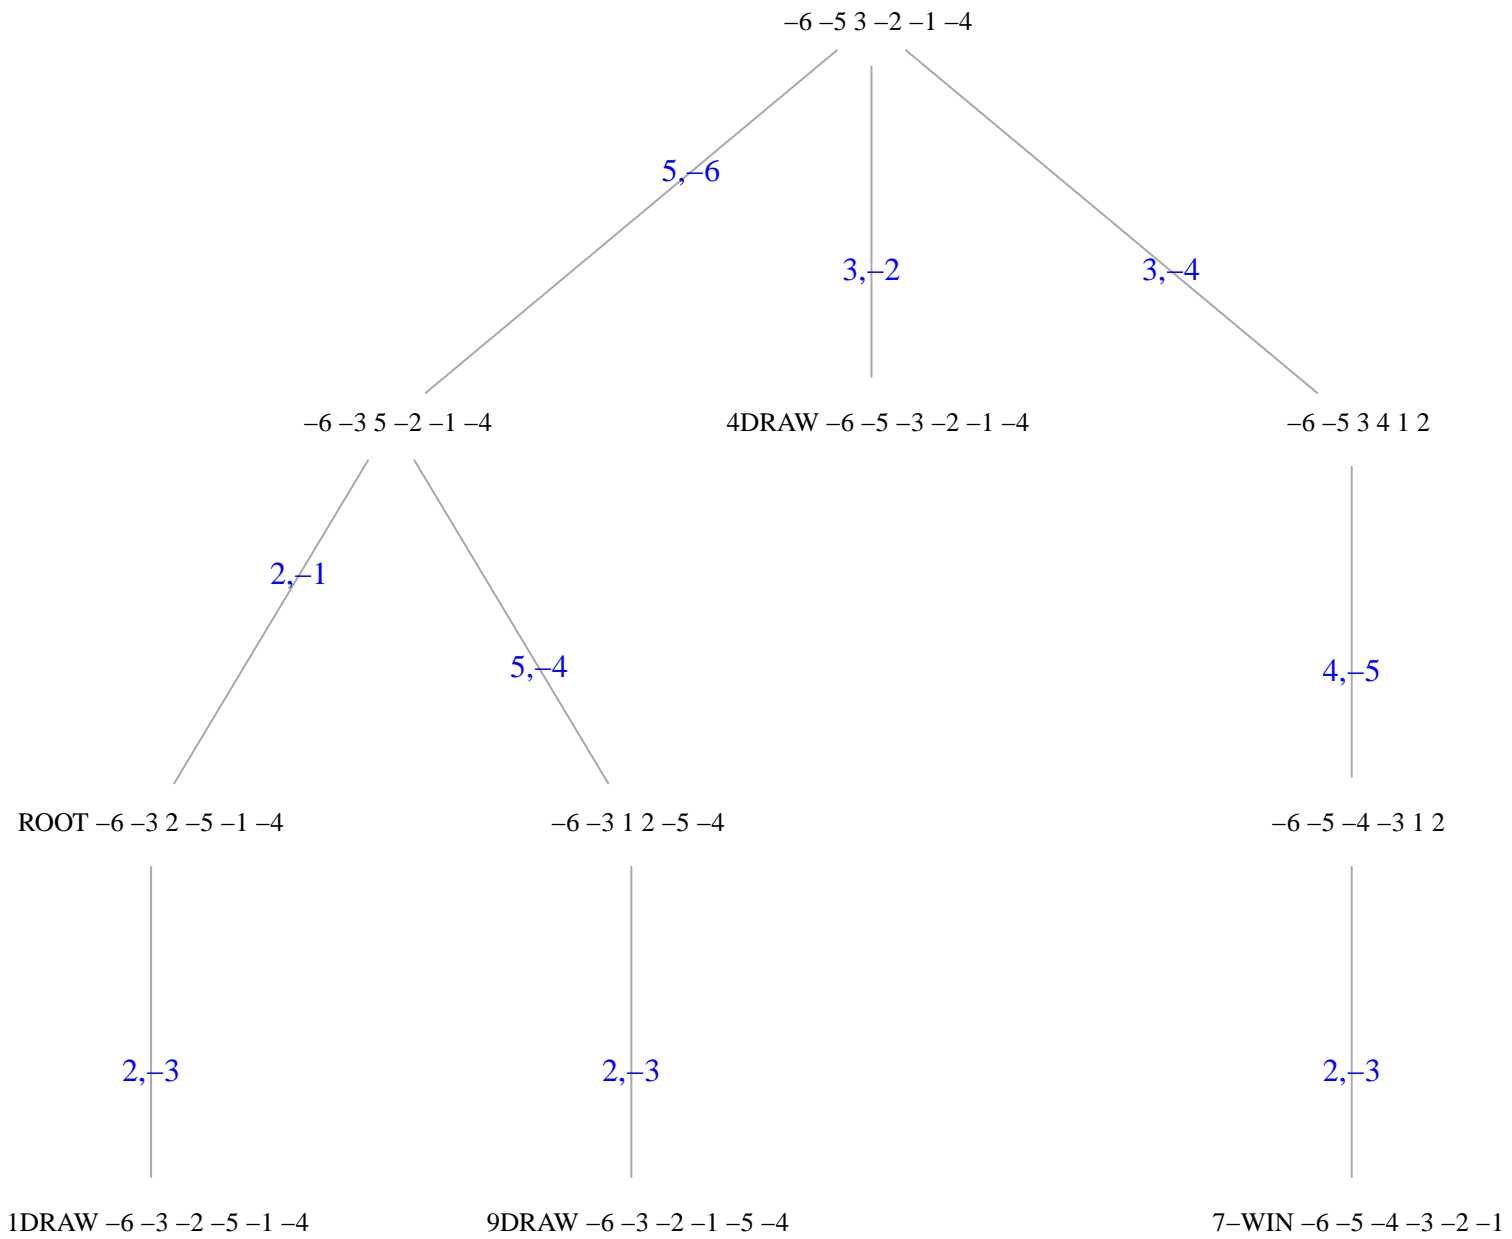 –6 –5 3 –2 –1 –4
5,–6
3,–2
3,–4
–6 –3 5 –2 –1 –4
4DRAW –6 –5 –3 –2 –1 –4
–6 –5 3 4 1 2
2,–1
5,–4
4,–5
ROOT –6 –3 2 –5 –1 –4
–6 –3 1 2 –5 –4
–6 –5 –4 –3 1 2
2,–3
2,–3
2,–3
1DRAW –6 –3 –2 –5 –1 –4
9DRAW –6 –3 –2 –1 –5 –4
7–WIN –6 –5 –4 –3 –2 –1